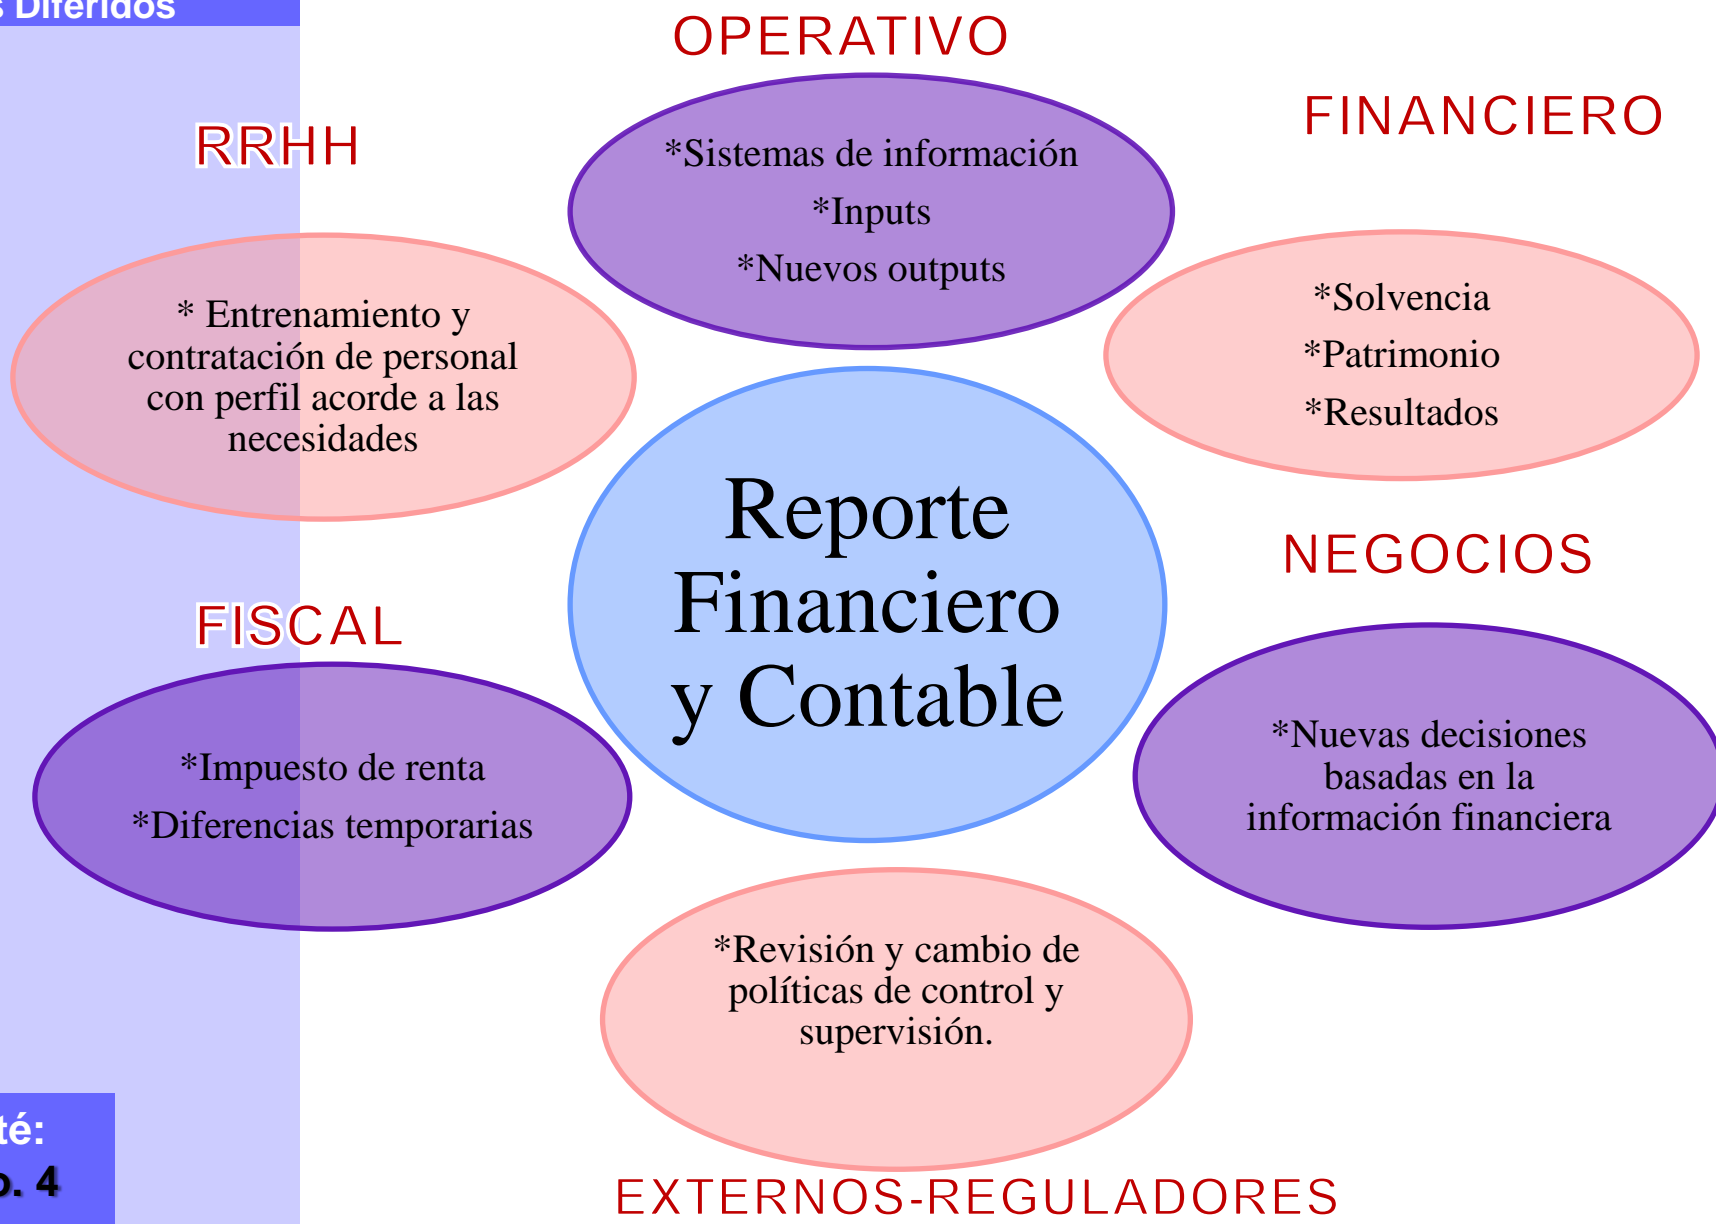 Diferidos
OPERATIVO
*Sistemas de información
*Inputs
*Nuevos outputs
FINANCIERO
*Solvencia
*Patrimonio
*Resultados
RRHH
* Entrenamiento y
contratación de personal
con perfil acorde a las
necesidades
Reporte
Financiero
y Contable
NEGOCIOS
*Nuevas decisiones
basadas en la
información financiera
FISCAL
*Impuesto de renta
*Diferencias temporarias
*Revisión y cambio de
políticas de control y
supervisión.
EXTERNOS-REGULADORES
4